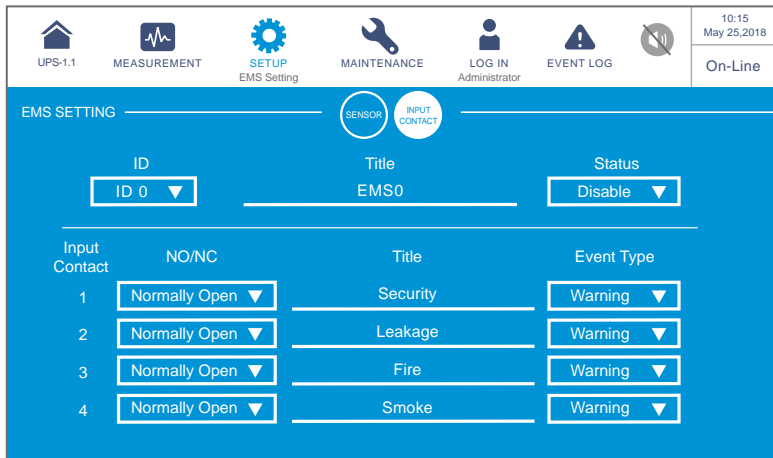 UPS-1.1 MEASUREMENT SETUP MAINTENANCE LOG IN EVENT LOG
EMS Setting Administrator
10:15
May 25,2018
On-Line
EMS SETTING SENSOR INPUT CONTACT
ID Title Status
ID 0 EMS0 Disable
Input Contact NO/NC Title Event Type
1 Normally Open Security Warning
2 Normally Open Leakage Warning
3 Normally Open Fire Warning
4 Normally Open Smoke Warning